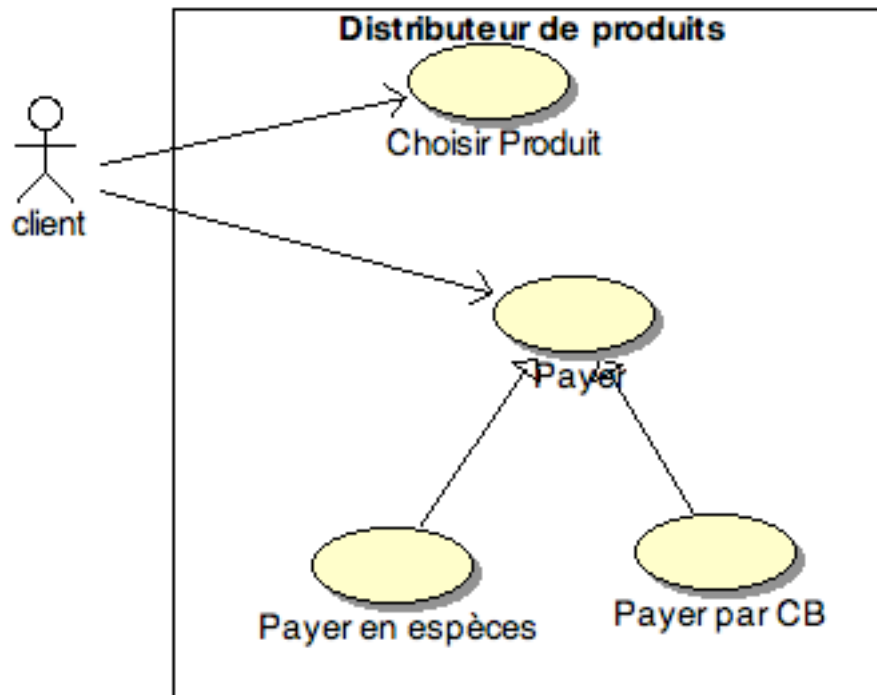 Distributeur de produits
Choisir Produit
client
Payer
Payer en espèces
Payer par CB